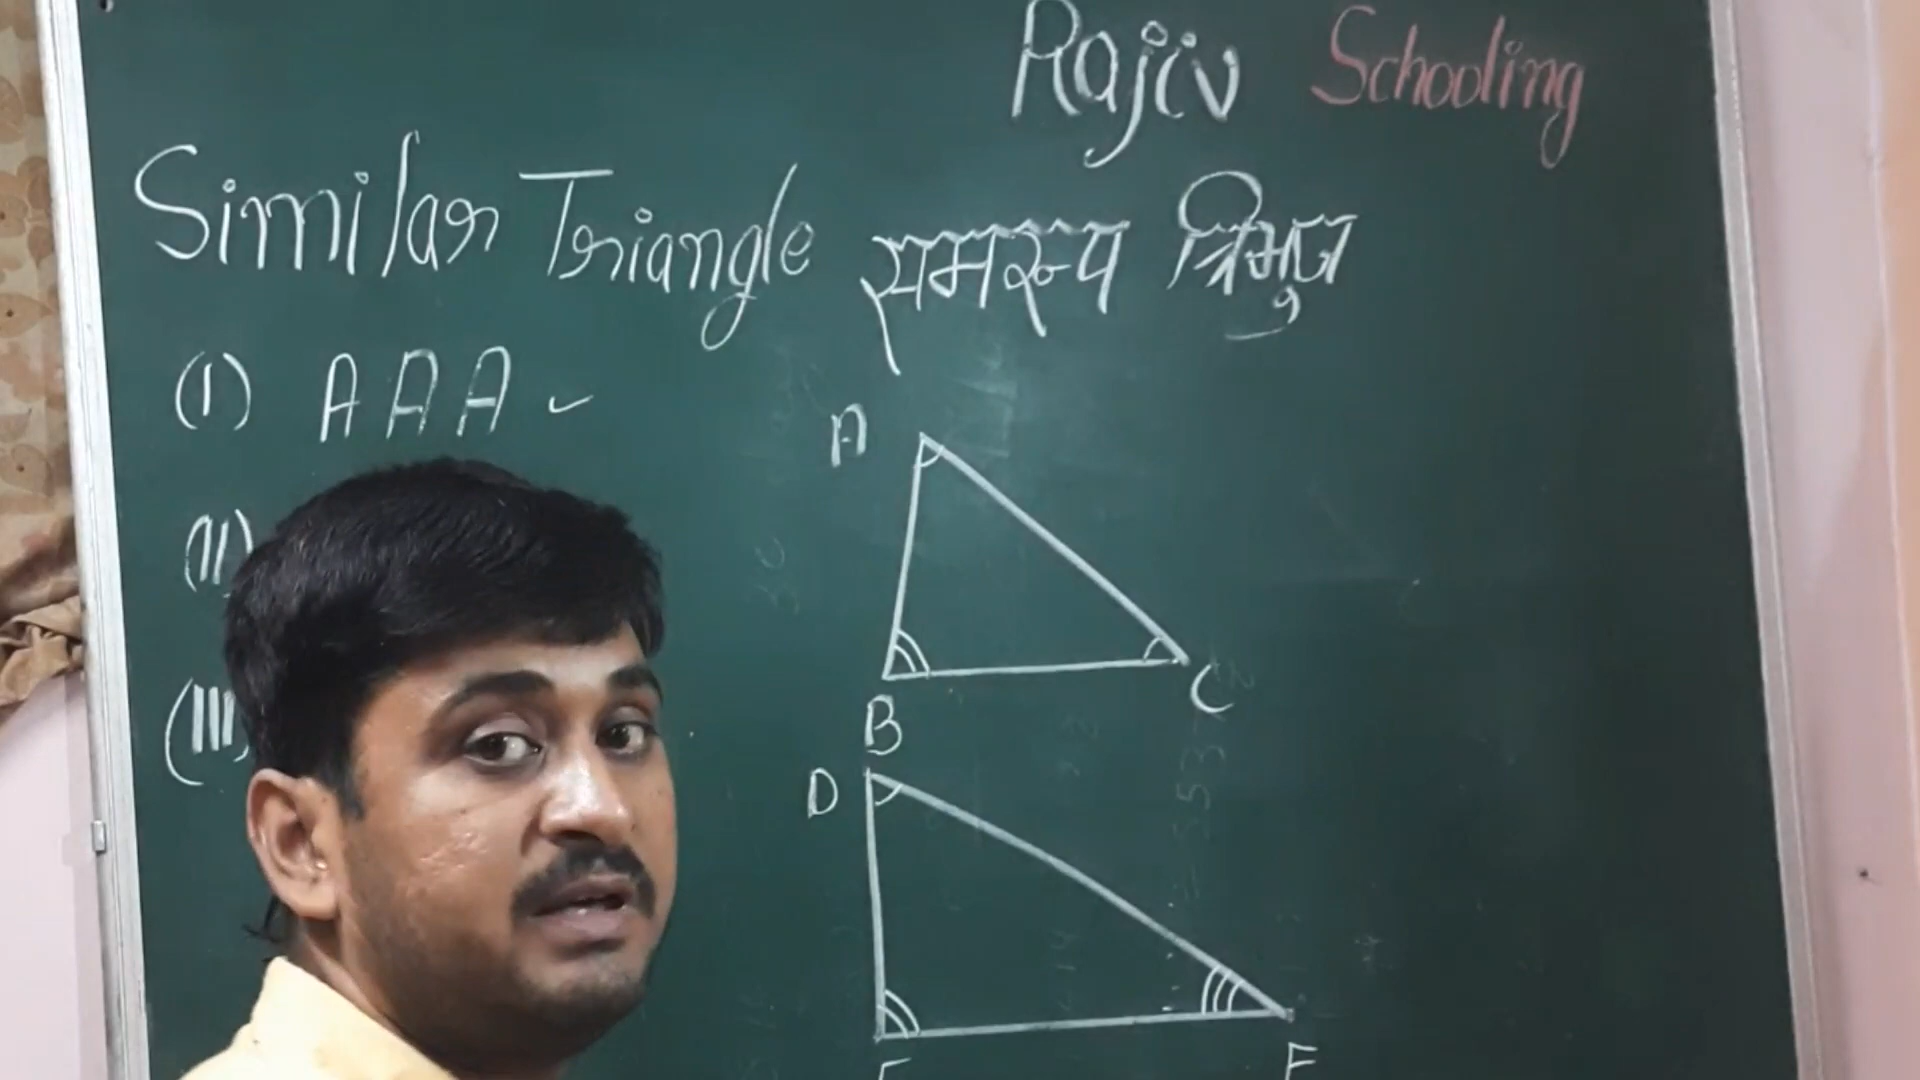 Rajiv Schooling
Similar Triangle समरूप त्रिभुज
(I) A A A ✓
A
(II)
C
B
(III)
D
F